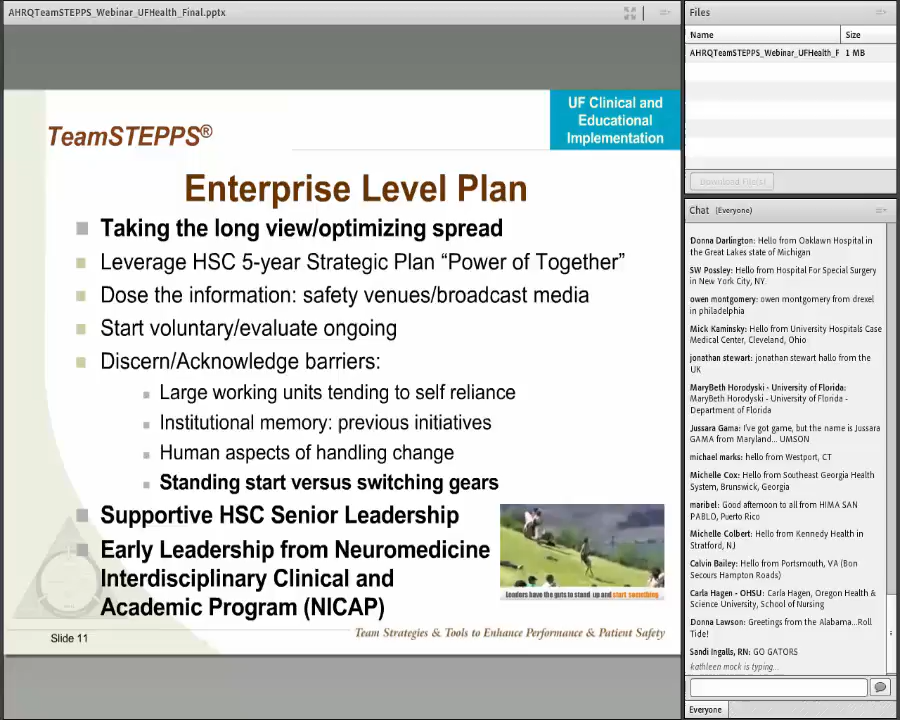 AHRQTeamSTEPPS_Webinar_UFHealth_Final.pptx
TeamSTEPPS®
UF Clinical and
Educational
Implementation
Enterprise Level Plan
Taking the long view/optimizing spread
Leverage HSC 5-year Strategic Plan “Power of Together”
Dose the information: safety venues/broadcast media
Start voluntary/evaluate ongoing
Discern/Acknowledge barriers:
Large working units tending to self reliance
Institutional memory: previous initiatives
Human aspects of handling change
Standing start versus switching gears
Supportive HSC Senior Leadership
Early Leadership from Neuromedicine
Interdisciplinary Clinical and
Academic Program (NICAP)
Leaders have the guts to stand up and start something
Slide 11
Team Strategies & Tools to Enhance Performance & Patient Safety
Files
Name Size
AHRQTeamSTEPPS_Webinar_UFHealth_F 1 MB
Download File(s)
Chat (Everyone)
Donna Darlington: Hello from Oaklawn Hospital in
the Great Lakes state of Michigan
SW Possley: Hello from Hospital For Special Surgery
in New York City, NY.
owen montgomery: owen montgomery from drexel
in philadelphia
Mick Kaminsky: Hello from University Hospitals Case
Medical Center, Cleveland, Ohio
jonathan stewart: jonathan stewart hallo from the
UK
MaryBeth Horodyski - University of Florida:
MaryBeth Horodyski - University of Florida -
Department of Florida
Jussara Gama: I've got game, but the name is Jussara
GAMA from Maryland... UMSON
michael marks: hello from Westport, CT
Michelle Cox: Hello from Southeast Georgia Health
System, Brunswick, Georgia
maribel: Good afternoon to all from HIMA SAN
PABLO, Puerto Rico
Michelle Colbert: Hello from Kennedy Health in
Stratford, NJ
Calvin Bailey: Hello from Portsmouth, VA (Bon
Secours Hampton Roads)
Carla Hagen - OHSU: Carla Hagen, Oregon Health &
Science University, School of Nursing
Donna Lawson: Greetings from the Alabama...Roll
Tide!
Sandi Ingalls, RN: GO GATORS
kathleen mock is typing...
Everyone